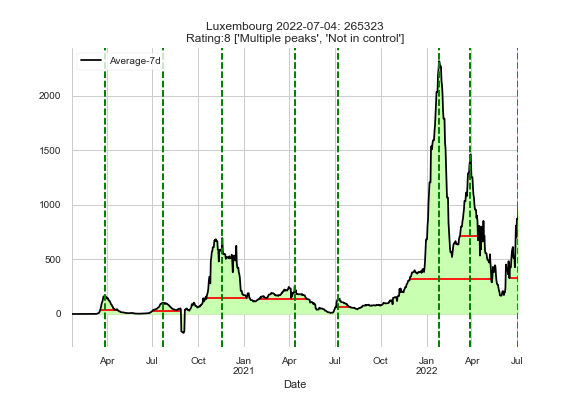 Luxembourg 2022-07-04: 265323
Rating:8 ['Multiple peaks', 'Not in control']
Average-7d
2000
1500
1000
500
0
Apr Jul Oct Jan Apr Jul Oct Jan Apr Jul
2021 2022
Date